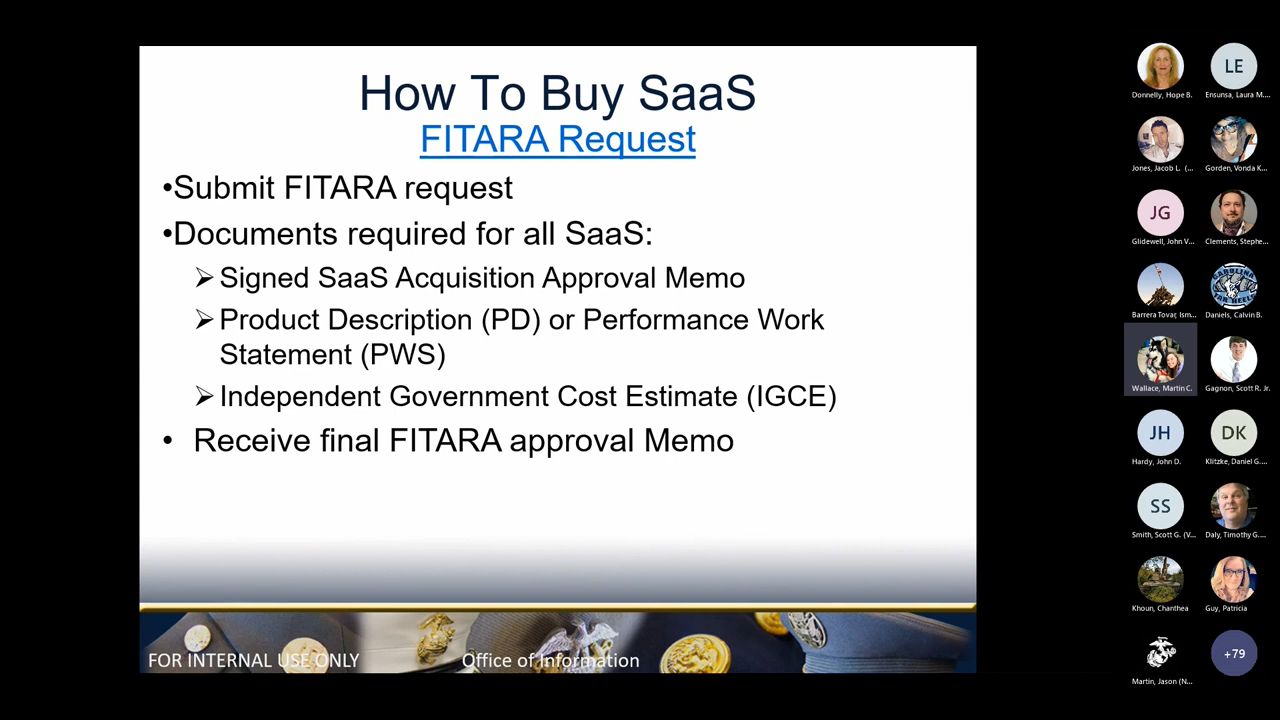 How To Buy SaaS
FITARA Request
•Submit FITARA request
•Documents required for all SaaS:
➢Signed SaaS Acquisition Approval Memo
➢Product Description (PD) or Performance Work
Statement (PWS)
➢Independent Government Cost Estimate (IGCE)
• Receive final FITARA approval Memo
FOR INTERNAL USE ONLY
Office of Information
Donnelly, Hope B.
LE
Ensunsa, Laura M....
Jones, Jacob L. (...
Gorden, Vonda K...
JG
Glidewell, John V...
Clements, Stephe...
Barrera Tovar, Ism...
CAROLINA
TAR HEELS
Daniels, Calvin B.
Wallace, Martin C.
Gagnon, Scott R. Jr.
JH
Hardy, John D.
DK
Klitzke, Daniel G....
SS
Smith, Scott G. (V...
Daly, Timothy G....
Khoun, Chanthea
Guy, Patricia
Martin, Jason (N...
+79